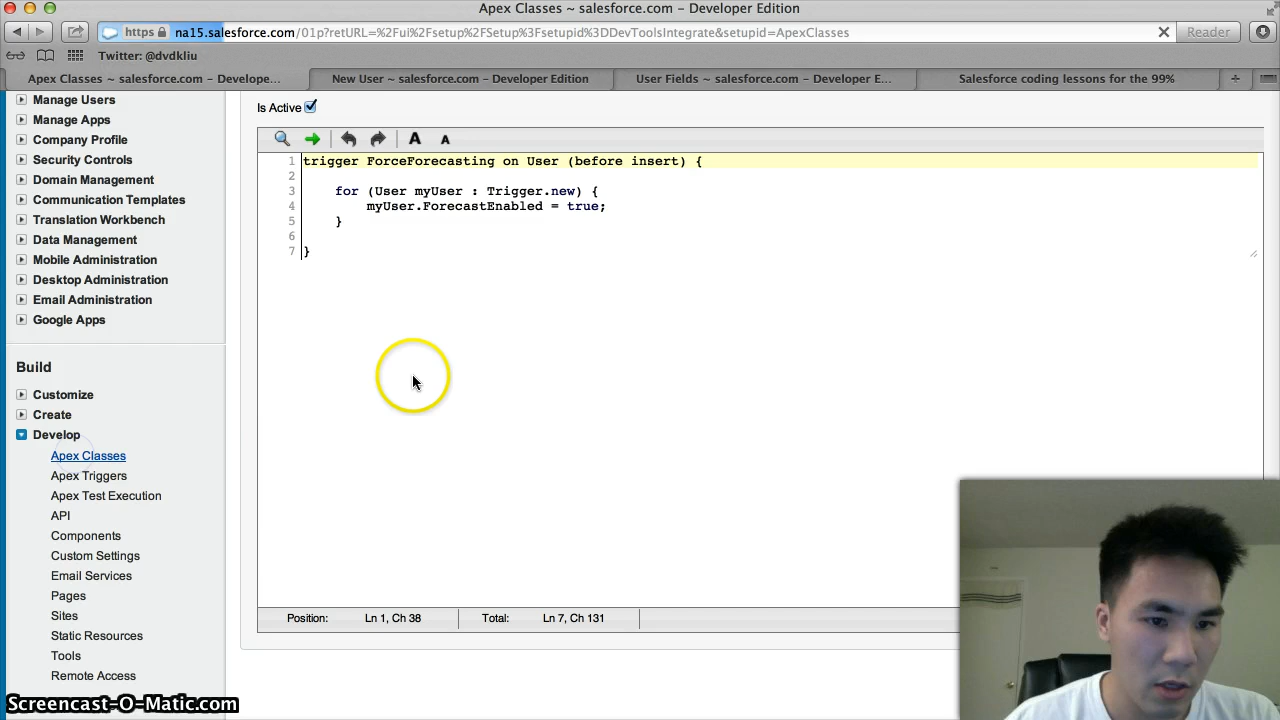 Apex Classes ~ salesforce.com - Developer Edition
https na15.salesforce.com/01p?retURL=%2Fui%2Fsetup%2FSetup%3Fsetupid%3DDevToolsIntegrate&setupid=ApexClasses
Reader
Twitter: @dvdkliu
Apex Classes ~ salesforce.com - Develope...
New User ~ salesforce.com - Developer Edition
User Fields ~ salesforce.com - Developer E...
Salesforce coding lessons for the 99%
Manage Users
Manage Apps
Company Profile
Security Controls
Domain Management
Communication Templates
Translation Workbench
Data Management
Mobile Administration
Desktop Administration
Email Administration
Google Apps
Build
Customize
Create
Develop
Apex Classes
Apex Triggers
Apex Test Execution
API
Components
Custom Settings
Email Services
Pages
Sites
Static Resources
Tools
Remote Access
Is Active
A A
1 trigger ForceForecasting on User (before insert) {
2
3 for (User myUser : Trigger.new) {
4 myUser.ForecastEnabled = true;
5 }
6
7 }
Position: Ln 1, Ch 38 Total: Ln 7, Ch 131
Screencast-O-Matic.com